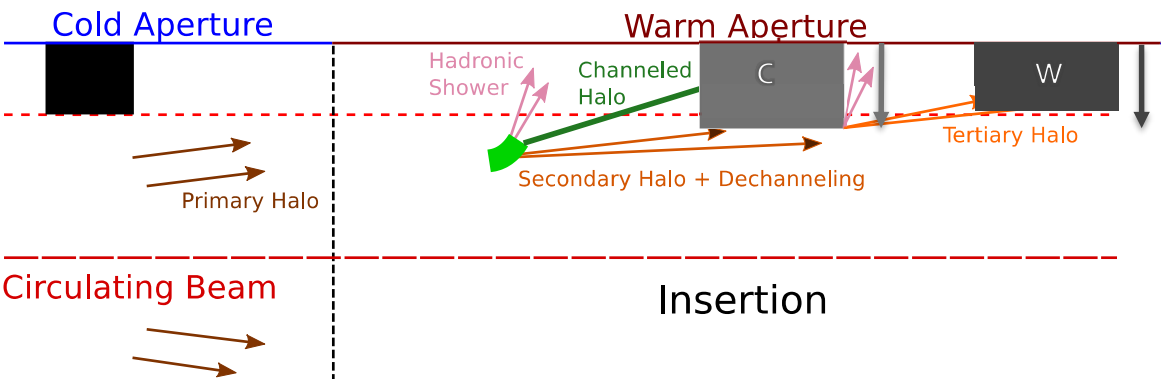 Cold Aperture
Warm Aperture
Hadronic
Shower
Channeled
Halo
C
W
Tertiary Halo
Primary Halo
Secondary Halo + Dechanneling
Circulating Beam
Insertion